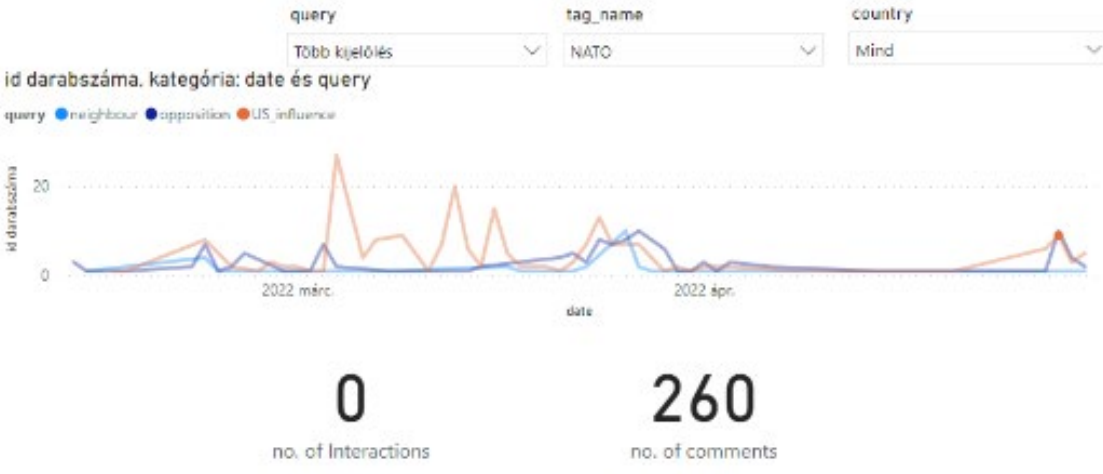 query tag_name country
Több kijelölés NATO Mind
id darabszáma. kategória: date és query
query neighbour opposition US_influence
id darabszáma
20
0
2022 márc. 2022 ápr.
date
0 260
no. of Interactions no. of comments